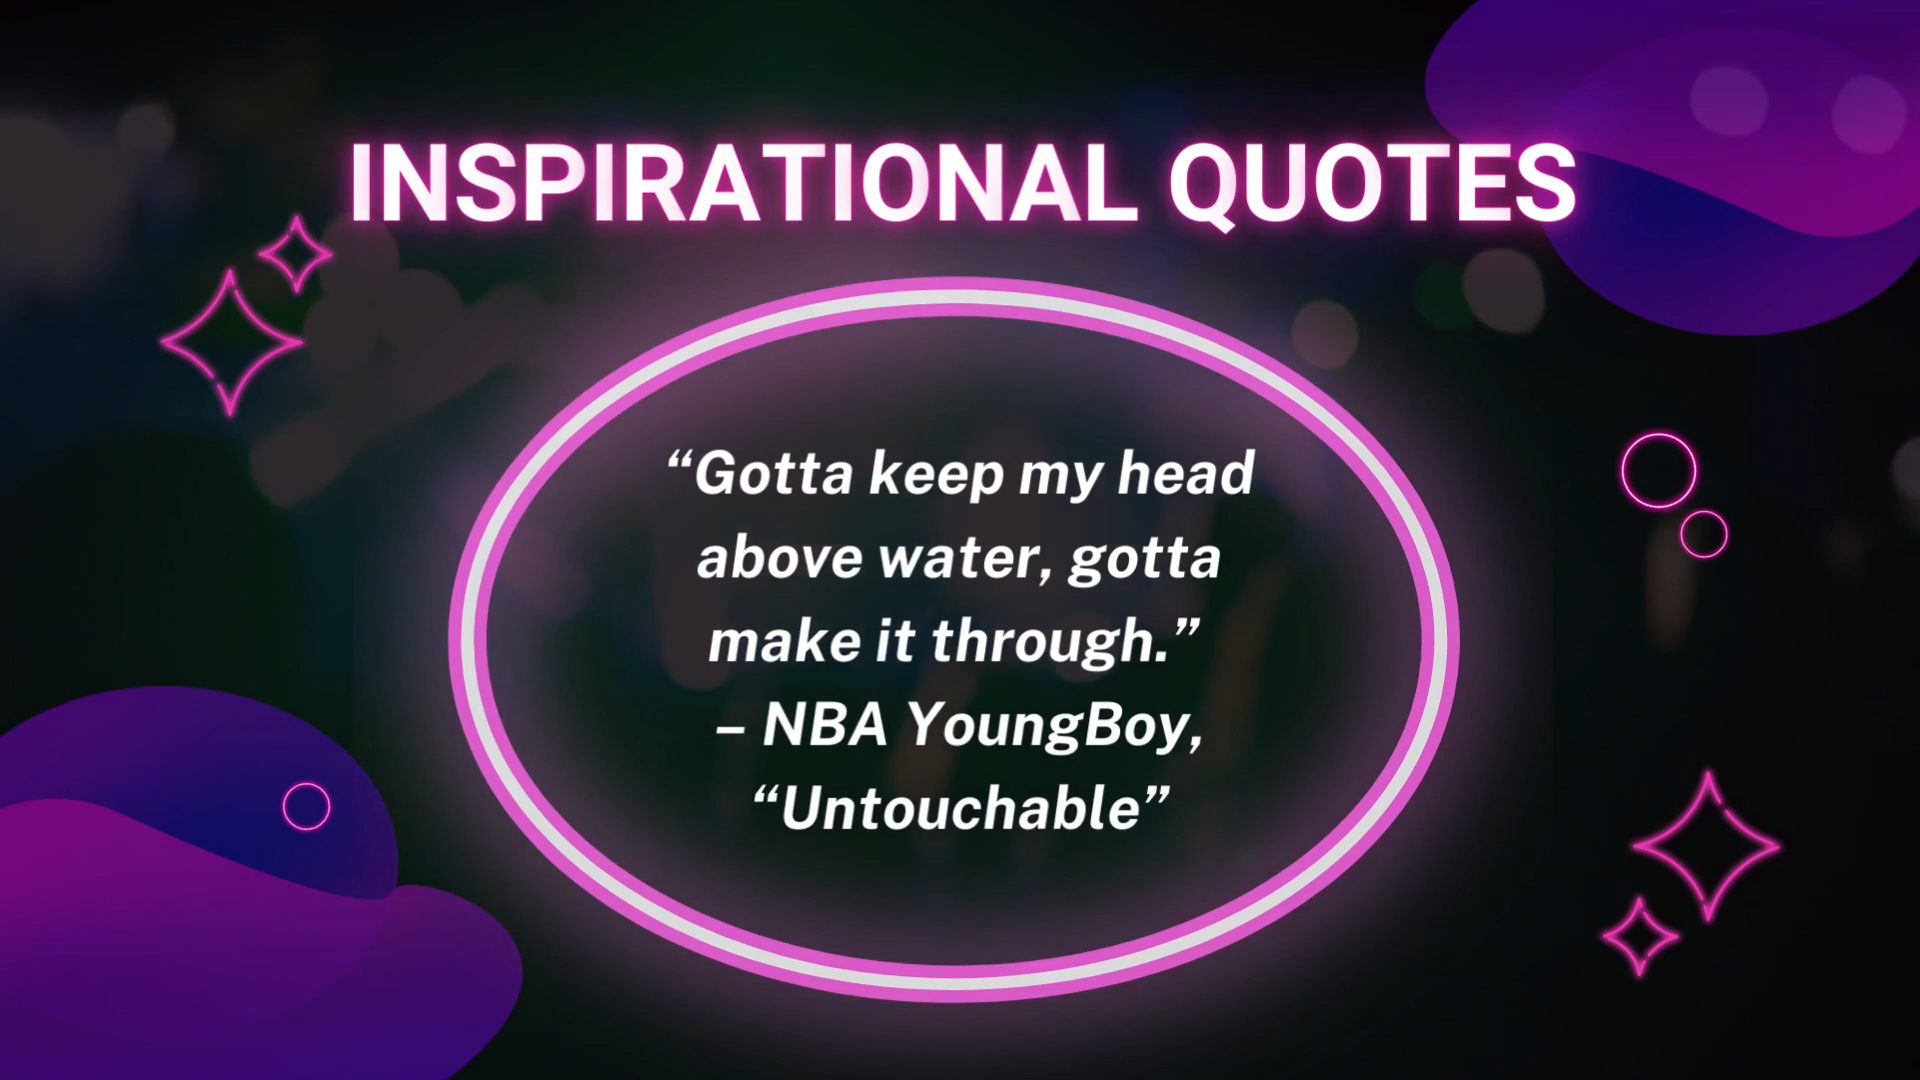 INSPIRATIONAL QUOTES
“Gotta keep my head
above water, gotta
make it through.”
– NBA YoungBoy,
“Untouchable”